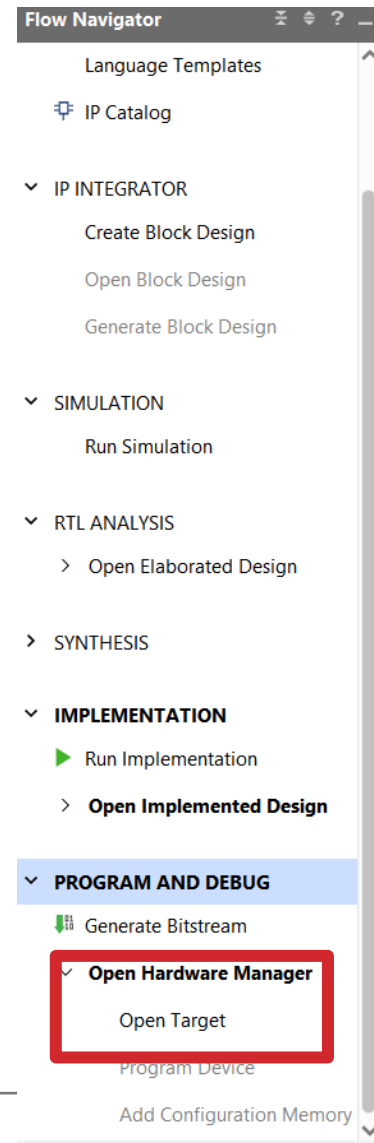 Flow Navigator
Language Templates
IP Catalog
IP INTEGRATOR
Create Block Design
Open Block Design
Generate Block Design
SIMULATION
Run Simulation
RTL ANALYSIS
Open Elaborated Design
SYNTHESIS
IMPLEMENTATION
Run Implementation
Open Implemented Design
PROGRAM AND DEBUG
Generate Bitstream
Open Hardware Manager
Open Target
Program Device
Add Configuration Memory